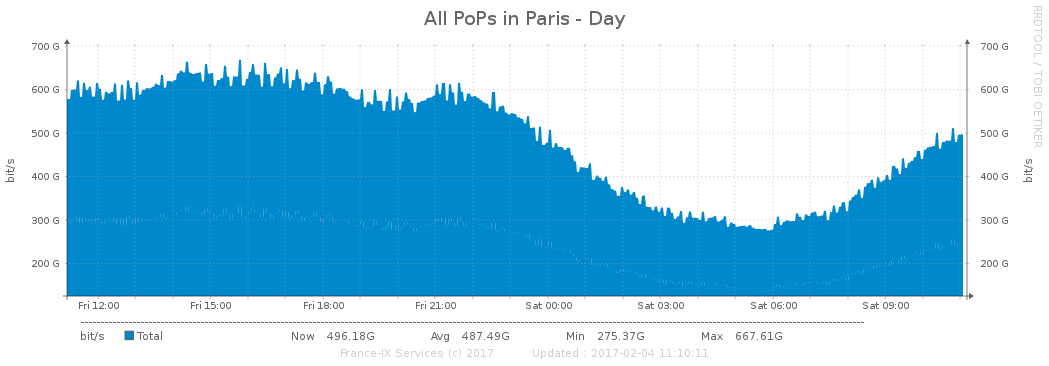 All PoPs in Paris - Day
RRDTOOL / TOBI OETIKER
bit/s
700 G
600 G
500 G
400 G
300 G
200 G
700 G
600 G
500 G
400 G
300 G
200 G
bit/s
Fri 12:00 Fri 15:00 Fri 18:00 Fri 21:00 Sat 00:00 Sat 03:00 Sat 06:00 Sat 09:00
bit/s Total Now 496.18G Avg 487.49G Min 275.37G Max 667.61G
France-IX Services (c) 2017 Updated : 2017-02-04 11:10:11